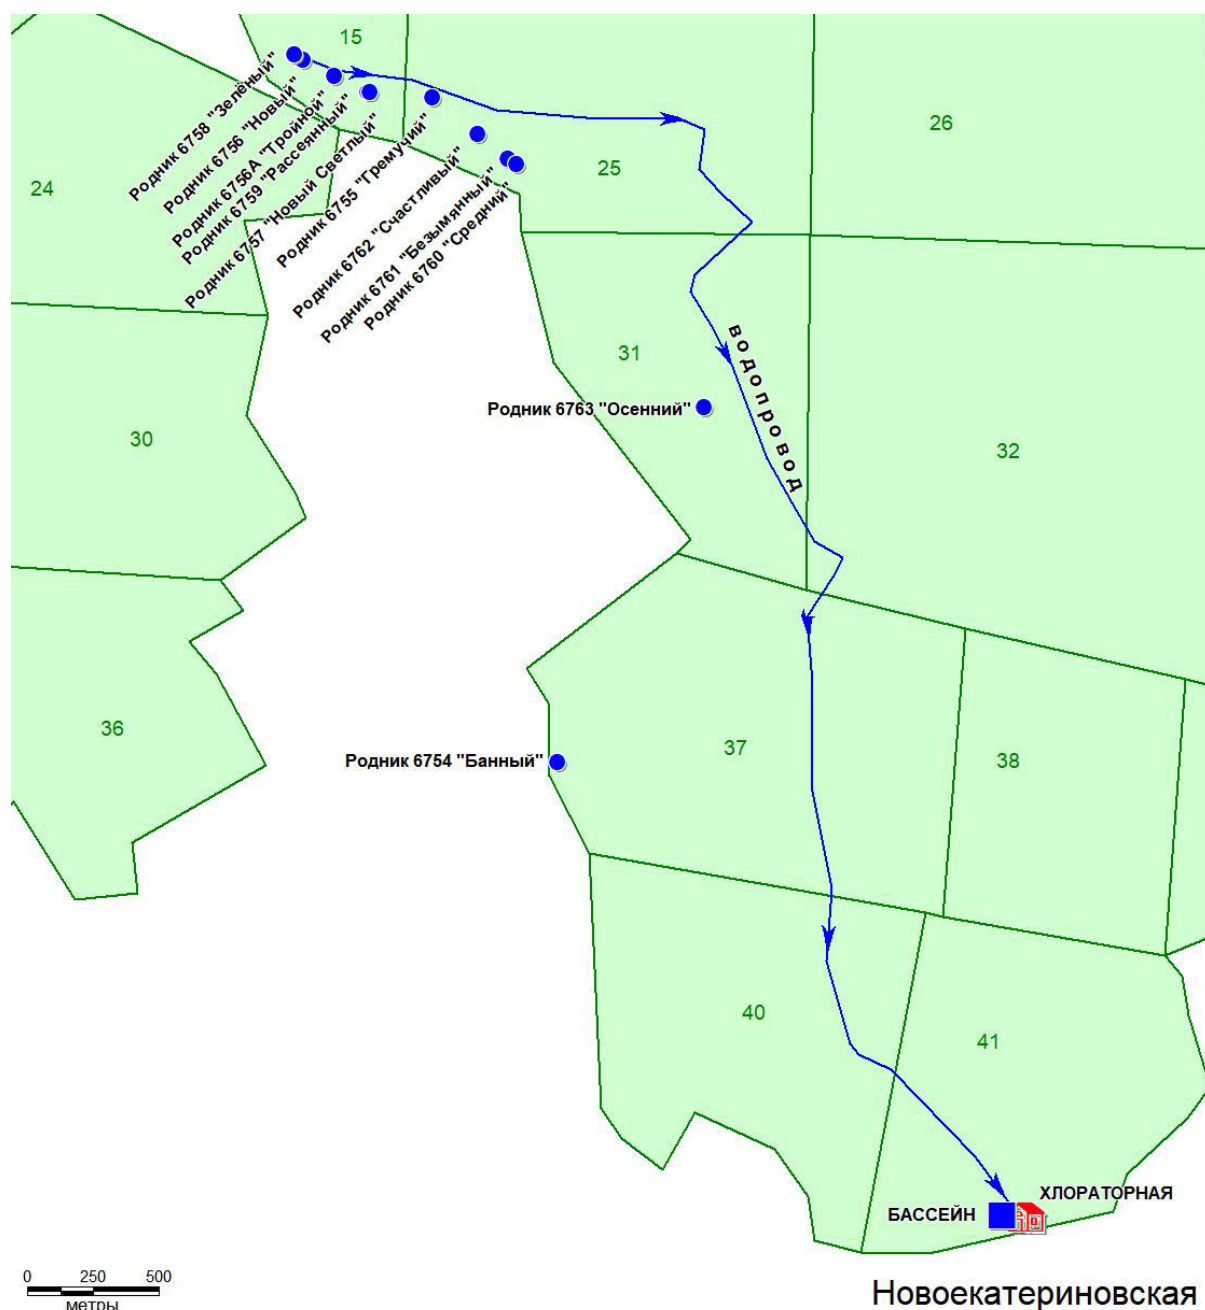 15
26
Родник 6758 "Зелёный"
Родник 6756 "Новый"
Родник 6756А "Тройной"
Родник 6759 "Рассеянный"
Родник 6757 "Новый Светлый"
Родник 6755 "Гремучий"
Родник 6762 "Счастливый"
Родник 6761 "Безымянный"
Родник 6760 "Средний"
24
25
31
водопровод
Родник 6763 "Осенний"
30
32
36
37
38
Родник 6754 "Банный"
40
41
ХЛОРАТОРНАЯ
БАССЕЙН
0 250 500
метры
Новоекатериновская